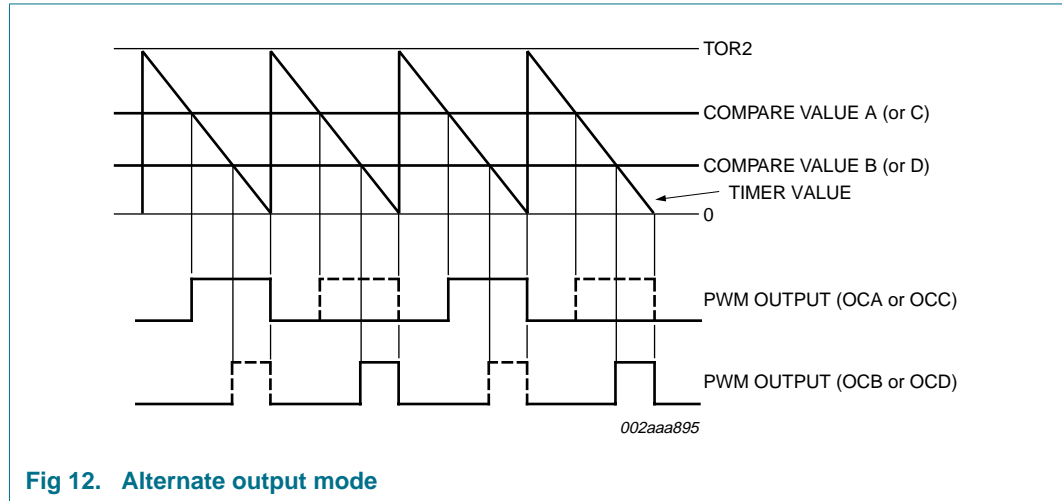 TOR2
COMPARE VALUE A (or C)
COMPARE VALUE B (or D)
TIMER VALUE
0
PWM OUTPUT (OCA or OCC)
PWM OUTPUT (OCB or OCD)
002aaa895
Fig 12. Alternate output mode